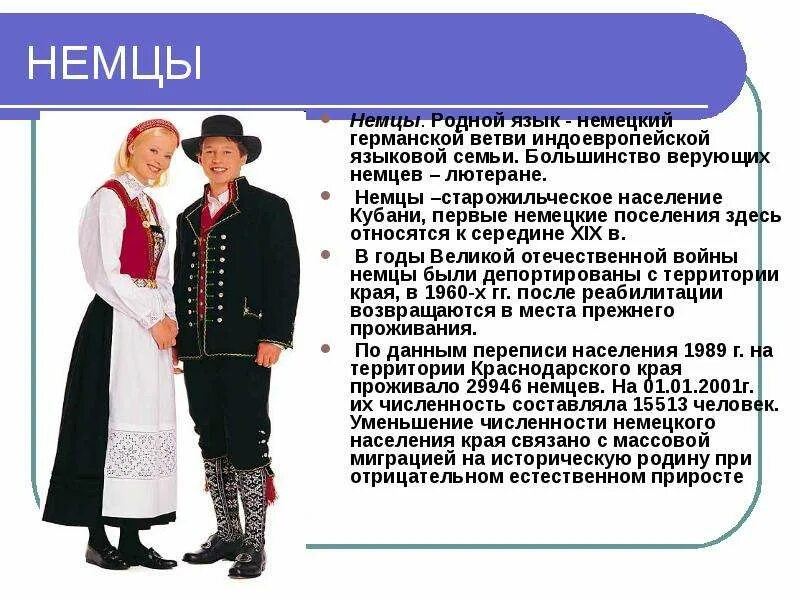 НЕМЦЫ
Немцы. Родной язык - немецкий
германской ветви индоевропейской
языковой семьи. Большинство верующих
немцев – лютеране.
Немцы –старожильческое население
Кубани, первые немецкие поселения здесь
относятся к середине XIX в.
В годы Великой отечественной войны
немцы были депортированы с территории
края, в 1960-х гг. после реабилитации
возвращаются в места прежнего
проживания.
По данным переписи населения 1989 г. на
территории Краснодарского края
проживало 29946 немцев. На 01.01.2001г.
их численность составляла 15513 человек.
Уменьшение численности немецкого
населения края связано с массовой
миграцией на историческую родину при
отрицательном естественном приросте